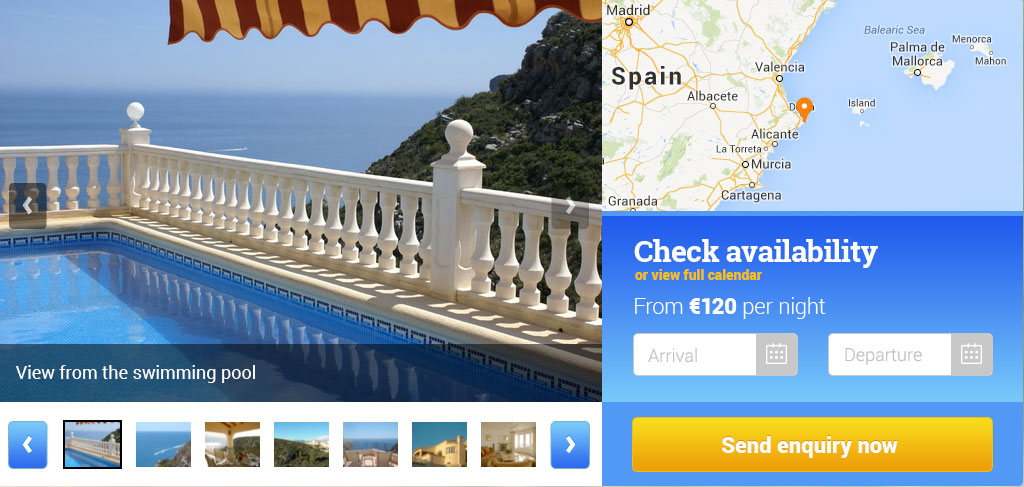 View from the swimming pool
Madrid
Balearic Sea
Menorca
Palma de
Mallorca
Mahon
Valencia
Spain
Albacete
Island
Alicante
La Torreta
Murcia
Cartagena
Granada
Check availability
or view full calendar
From €120 per night
Arrival
Departure
Send enquiry now